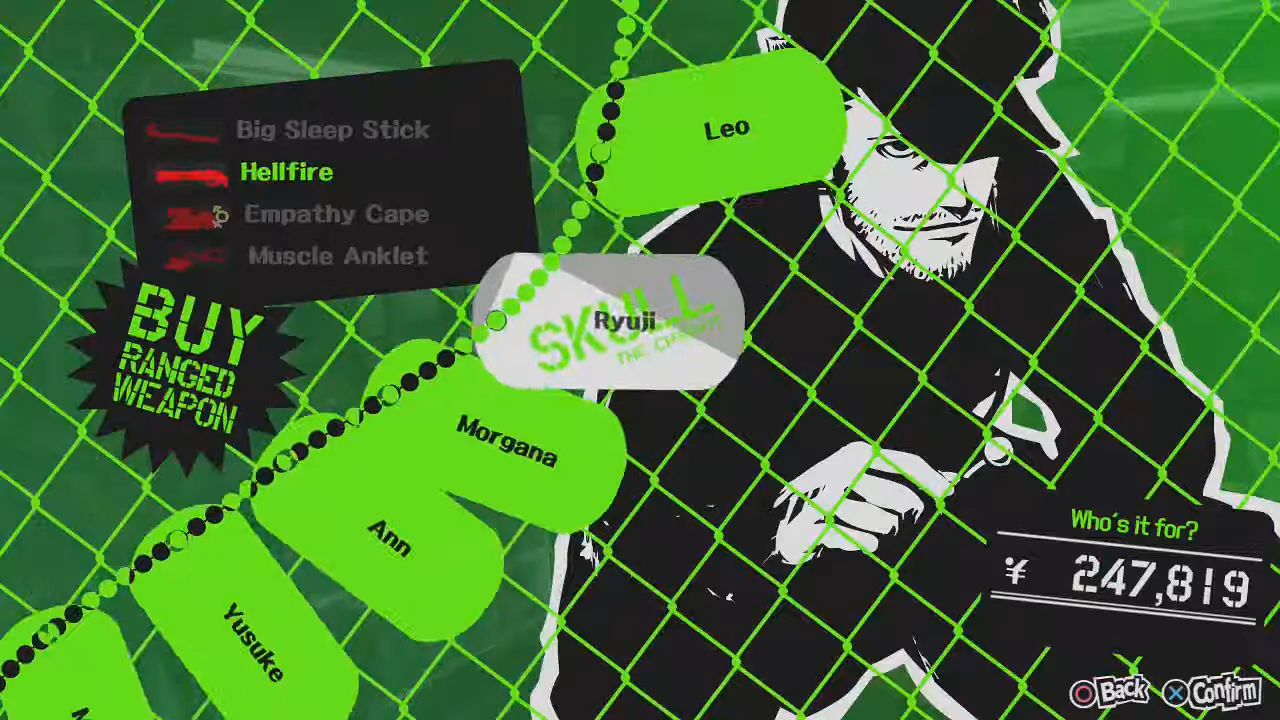 Big Sleep Stick
Hellfire
Empathy Cape
Muscle Anklet
BUY
RANGED
WEAPON
Leo
SKULL
Ryuji
THE
Morgana
Ann
Yusuke
Who's it for?
¥ 247,819
Back
Confirm